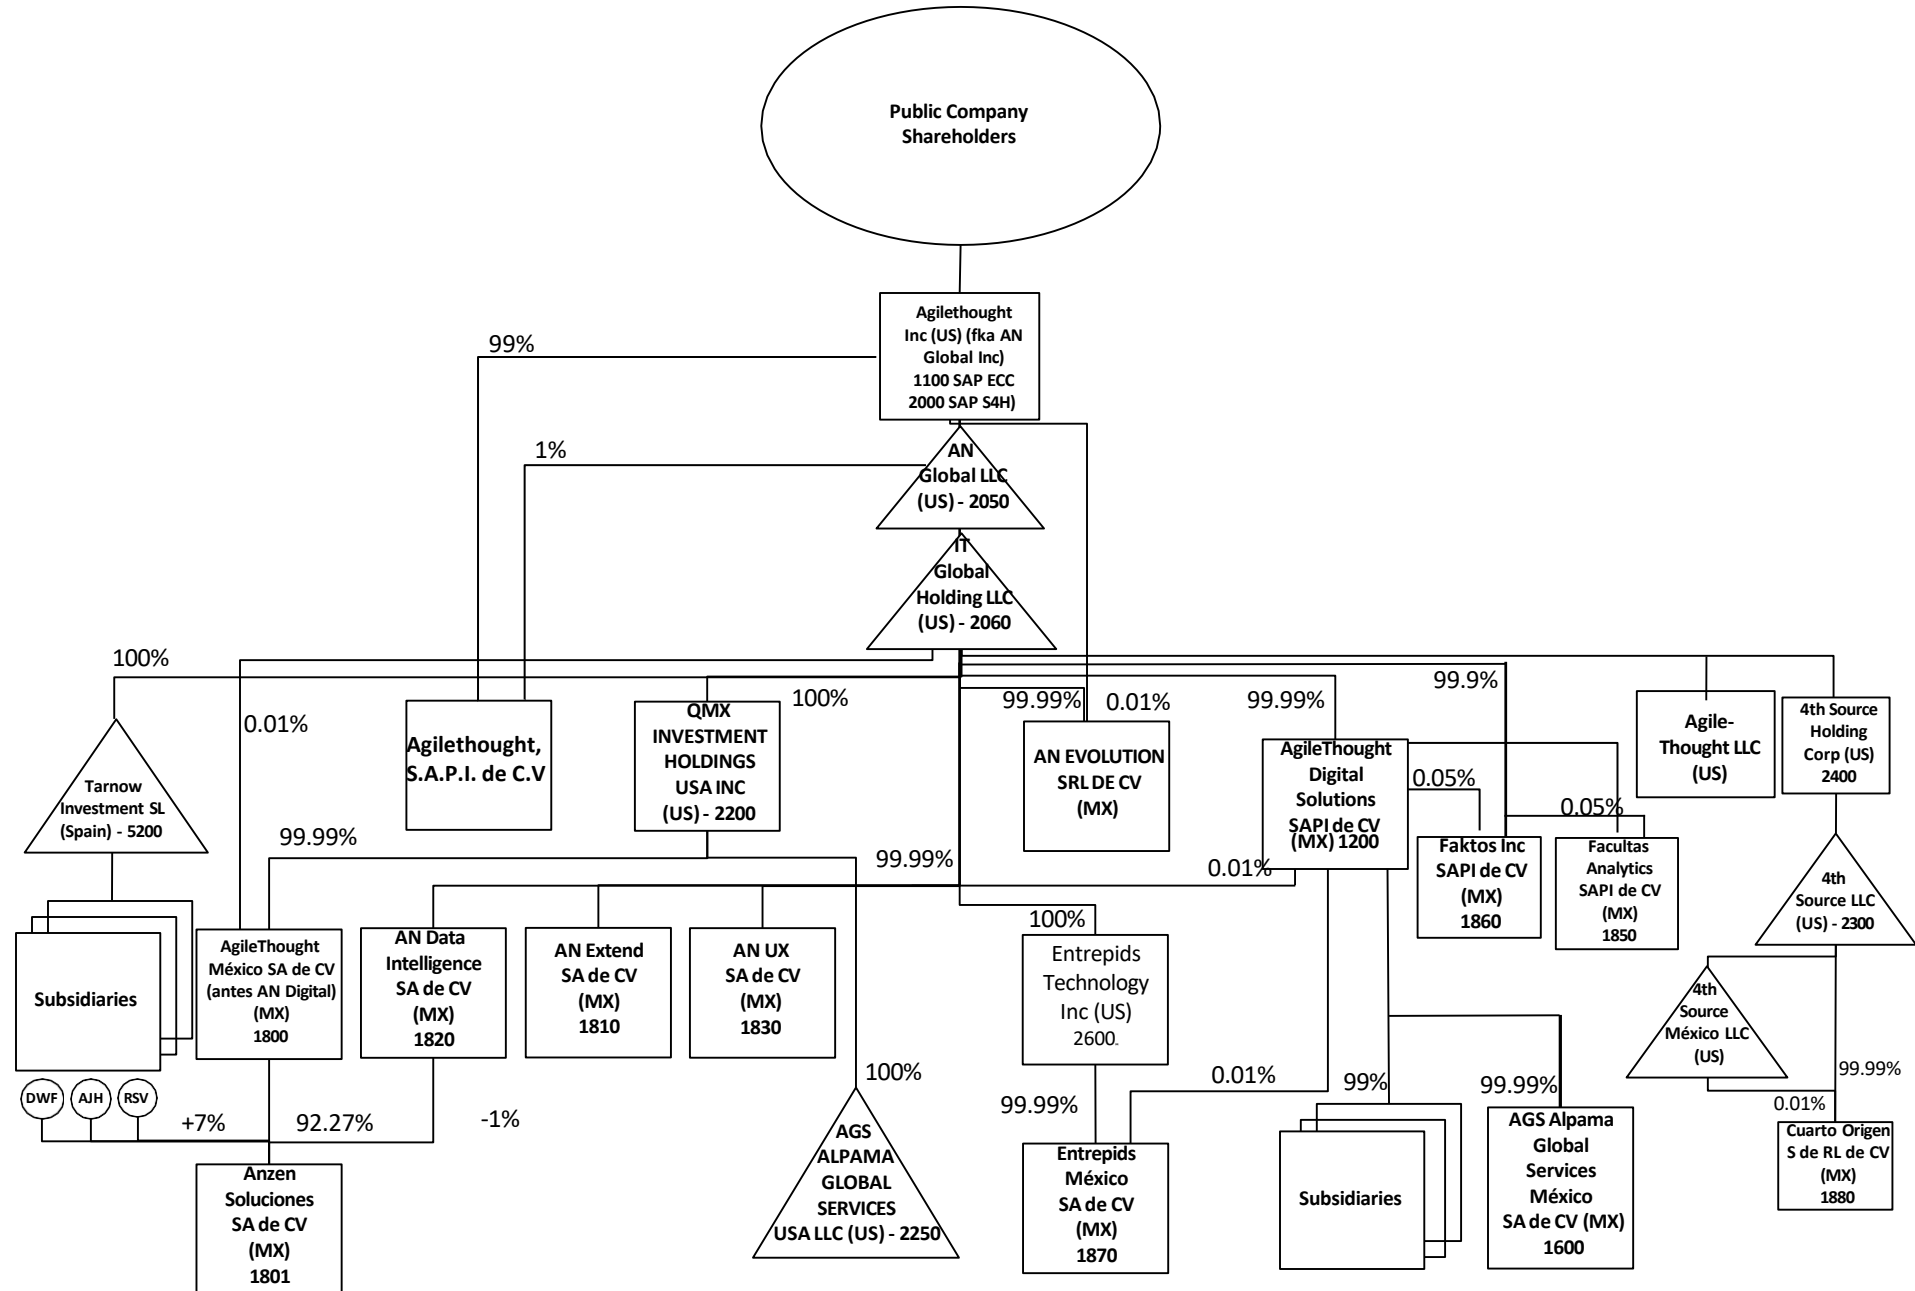 Public Company
Shareholders
Agilethought
Inc (US) (fka AN
Global Inc)
1100 SAP ECC
2000 SAP S4H)
99%
1%
AN
Global LLC
(US) - 2050
IT
Global
Holding LLC
(US) - 2060
100%
0.01%
100%
99.99%
0.01%
99.99%
99.9%
Tarnow
Investment SL
(Spain) - 5200
Agilethought,
S.A.P.I. de C.V
QMX
INVESTMENT
HOLDINGS
USA INC
(US) - 2200
AN EVOLUTION
SRL DE CV
(MX)
AgileThought
Digital
Solutions
SAPI de CV
(MX) 1200
Agile-
Thought LLC
(US)
4th Source
Holding
Corp (US)
2400
0.05%
0.05%
99.99%
99.99%
0.01%
Faktos Inc
SAPI de CV
(MX)
1860
Facultas
Analytics
SAPI de CV
(MX)
1850
4th
Source LLC
(US) - 2300
Subsidiaries
AgileThought
México SA de CV
(antes AN Digital)
(MX)
1800
AN Data
Intelligence
SA de CV
(MX)
1820
AN Extend
SA de CV
(MX)
1810
AN UX
SA de CV
(MX)
1830
100%
Entrepids
Technology
Inc (US)
2600.
4th
Source
México LLC
(US)
DWF
AJH
RSV
+7%
92.27%
-1%
100%
99.99%
0.01%
99%
99.99%
99.99%
0.01%
Anzen
Soluciones
SA de CV
(MX)
1801
AGS
ALPAMA
GLOBAL
SERVICES
USA LLC (US) - 2250
Entrepids
México
SA de CV
(MX)
1870
Subsidiaries
AGS Alpama
Global
Services
México
SA de CV (MX)
1600
Cuarto Origen
S de RL de CV
(MX)
1880